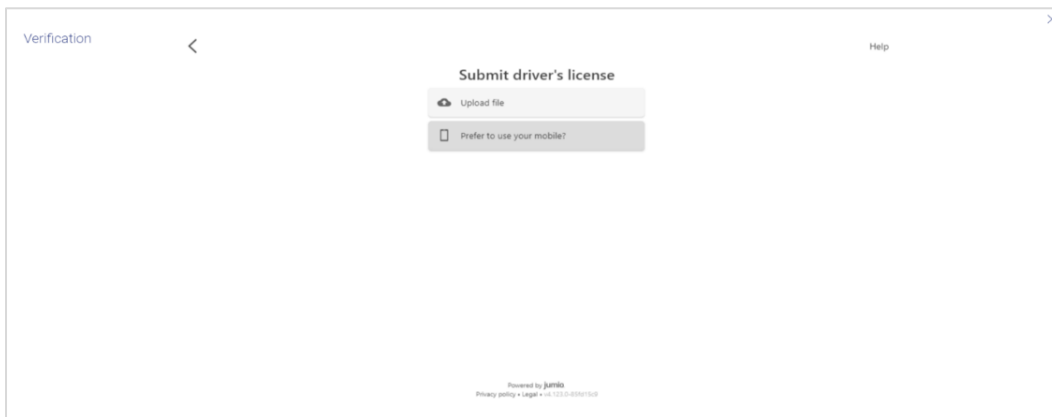 Verification
Help
Submit driver's license
Upload file
Prefer to use your mobile?
Powered by jumio.
Privacy policy • Legal •